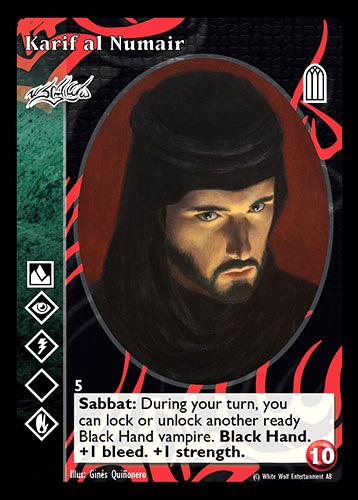 Karif al Numair
5
Sabbat: During your turn, you
can lock or unlock another ready
Black Hand vampire. Black Hand.
+1 bleed. +1 strength.
10
Illus: Ginés Quiñonero
(C) White Wolf Entertainment AB